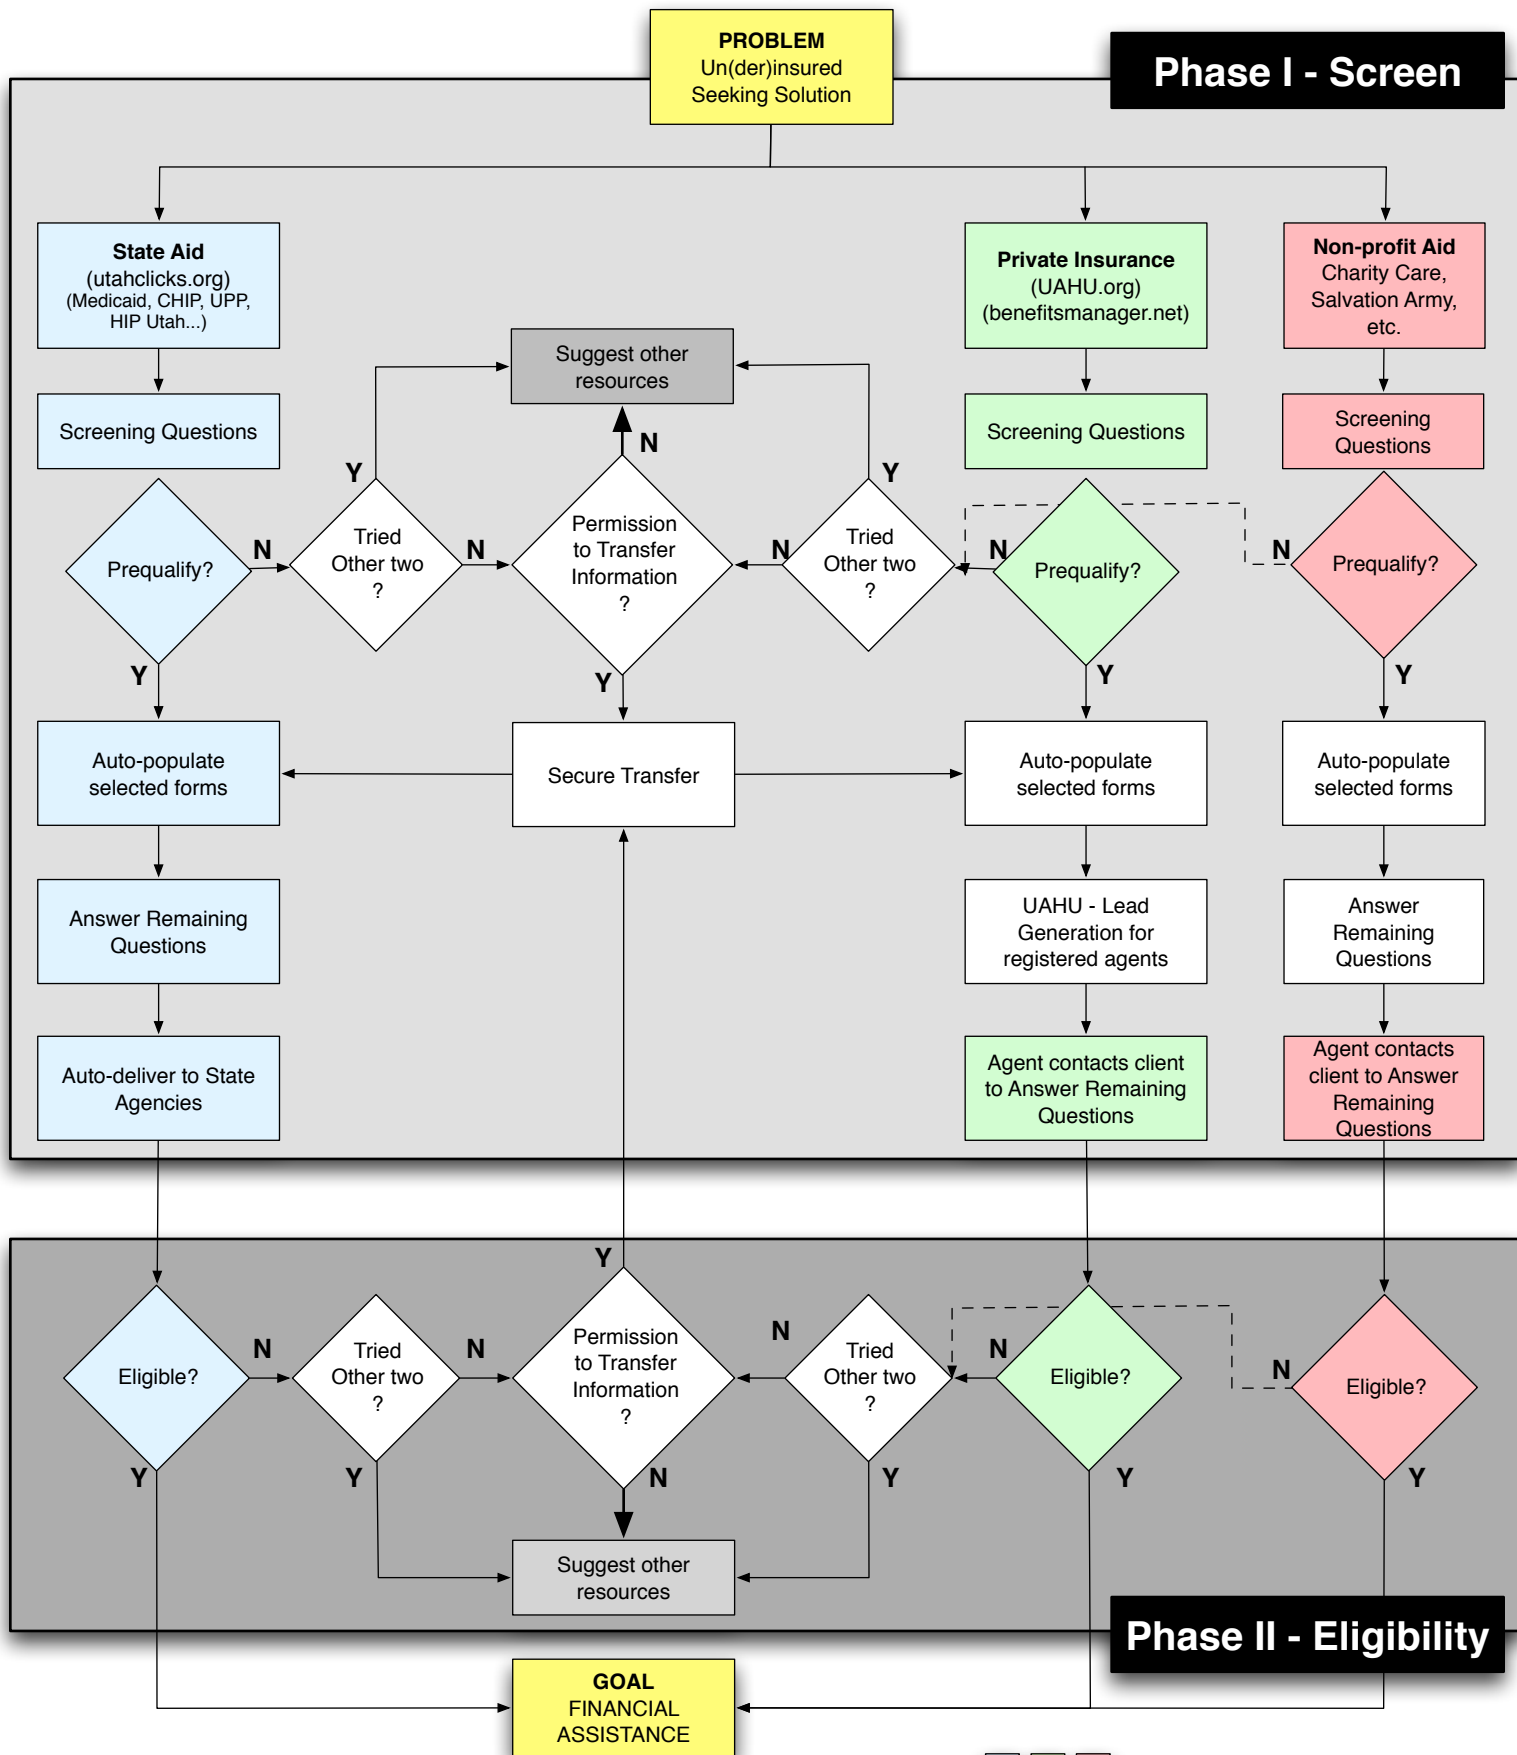 PROBLEM
Un(der)insured
Seeking Solution
Phase I - Screen
State Aid
(utahclicks.org)
(Medicaid, CHIP, UPP,
HIP Utah...)
Private Insurance
(UAHU.org)
(benefitsmanager.net)
Non-profit Aid
Charity Care,
Salvation Army,
etc.
Suggest other
resources
Screening Questions
Screening Questions
Screening
Questions
N
Y
Y
Prequalify?
N
Tried
Other two
?
N
Permission
to Transfer
Information
?
N
Tried
Other two
?
N
Prequalify?
N
Prequalify?
Y
Y
Y
Y
Auto-populate
selected forms
Secure Transfer
Auto-populate
selected forms
Auto-populate
selected forms
Answer Remaining
Questions
UAHU - Lead
Generation for
registered agents
Answer
Remaining
Questions
Auto-deliver to State
Agencies
Agent contacts client
to Answer Remaining
Questions
Agent contacts
client to Answer
Remaining
Questions
Y
Eligible?
N
Tried
Other two
?
N
Permission
to Transfer
Information
?
N
Tried
Other two
?
N
Eligible?
N
Eligible?
Y
Y
N
Y
Y
Y
Suggest other
resources
Phase II - Eligibility
GOAL
FINANCIAL
ASSISTANCE